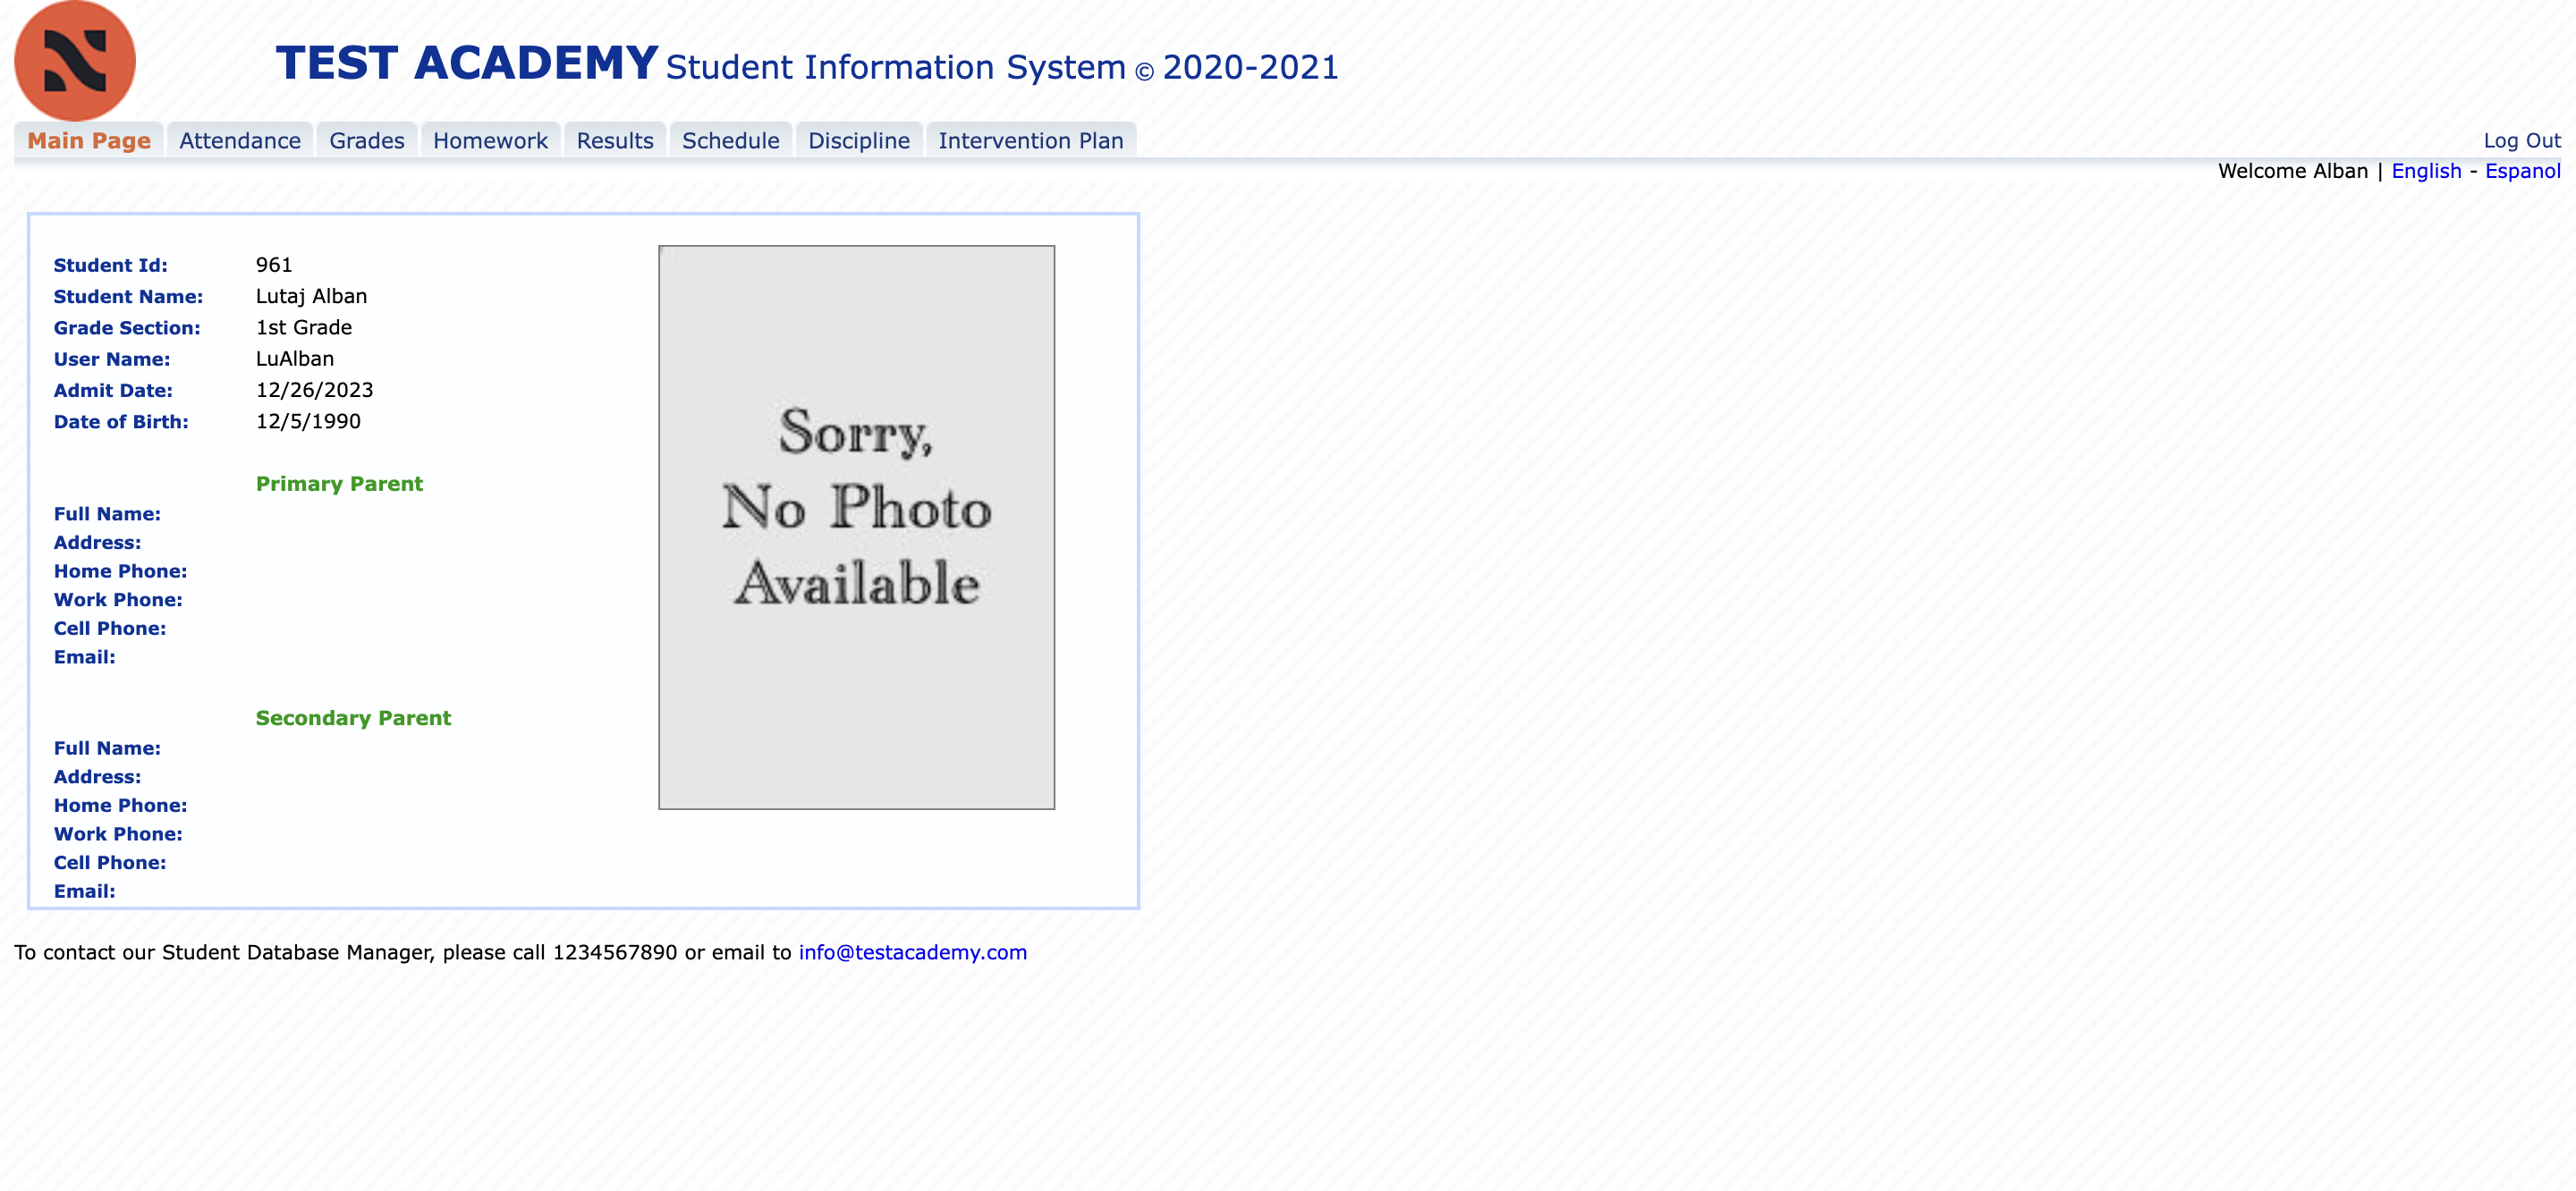 TEST ACADEMY Student Information System © 2020-2021
Main Page Attendance Grades Homework Results Schedule Discipline Intervention Plan Log Out
Welcome Alban | English - Espanol
Student Id: 961
Student Name: Lutaj Alban
Grade Section: 1st Grade
User Name: LuAlban
Admit Date: 12/26/2023
Date of Birth: 12/5/1990
Primary Parent
Full Name:
Address:
Home Phone:
Work Phone:
Cell Phone:
Email:
Secondary Parent
Full Name:
Address:
Home Phone:
Work Phone:
Cell Phone:
Email:
Sorry,
No Photo
Available
To contact our Student Database Manager, please call 1234567890 or email to info@testacademy.com